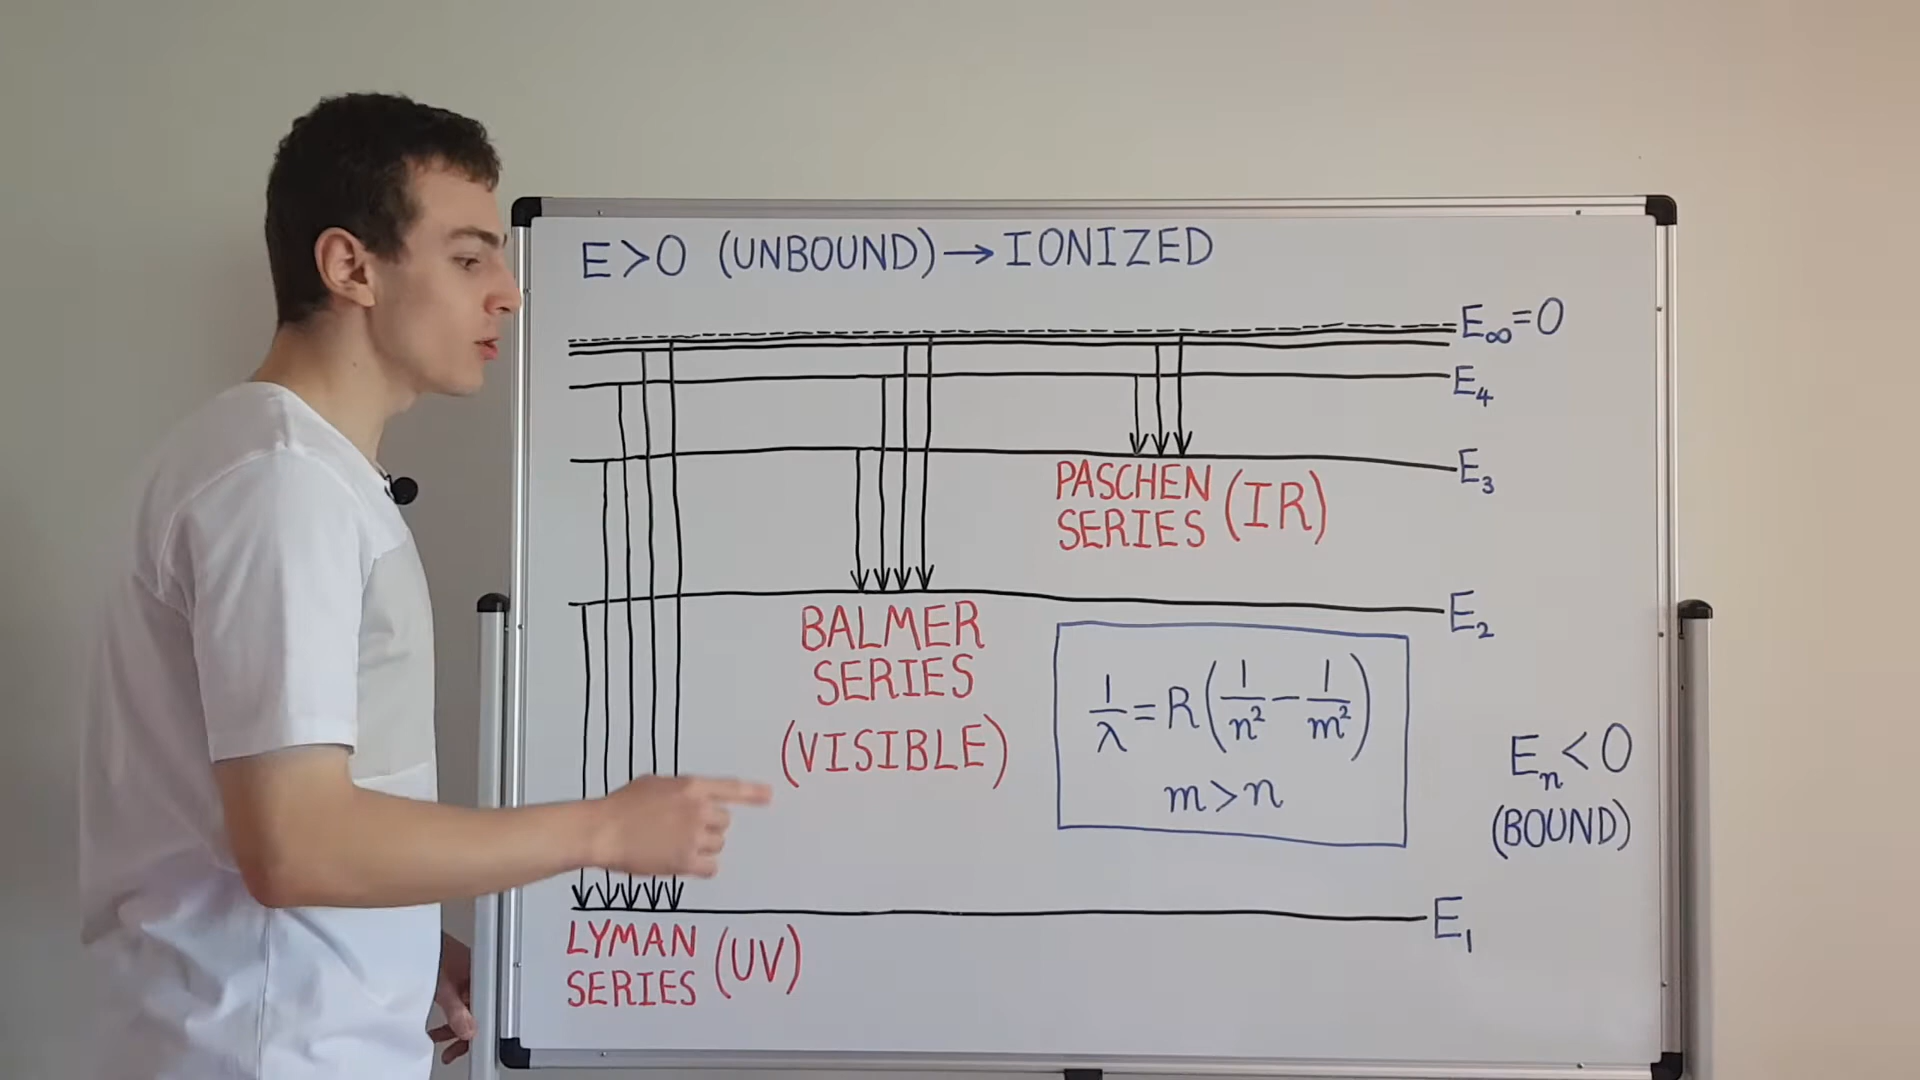 E>0 (UNBOUND) → IONIZED
E∞=0
E₄
E₃
PASCHEN
SERIES (IR)
E₂
BALMER
SERIES
(VISIBLE)
1/λ = R(1/n² − 1/m²)
m>n
Eₙ<0
(BOUND)
E₁
LYMAN
SERIES (UV)